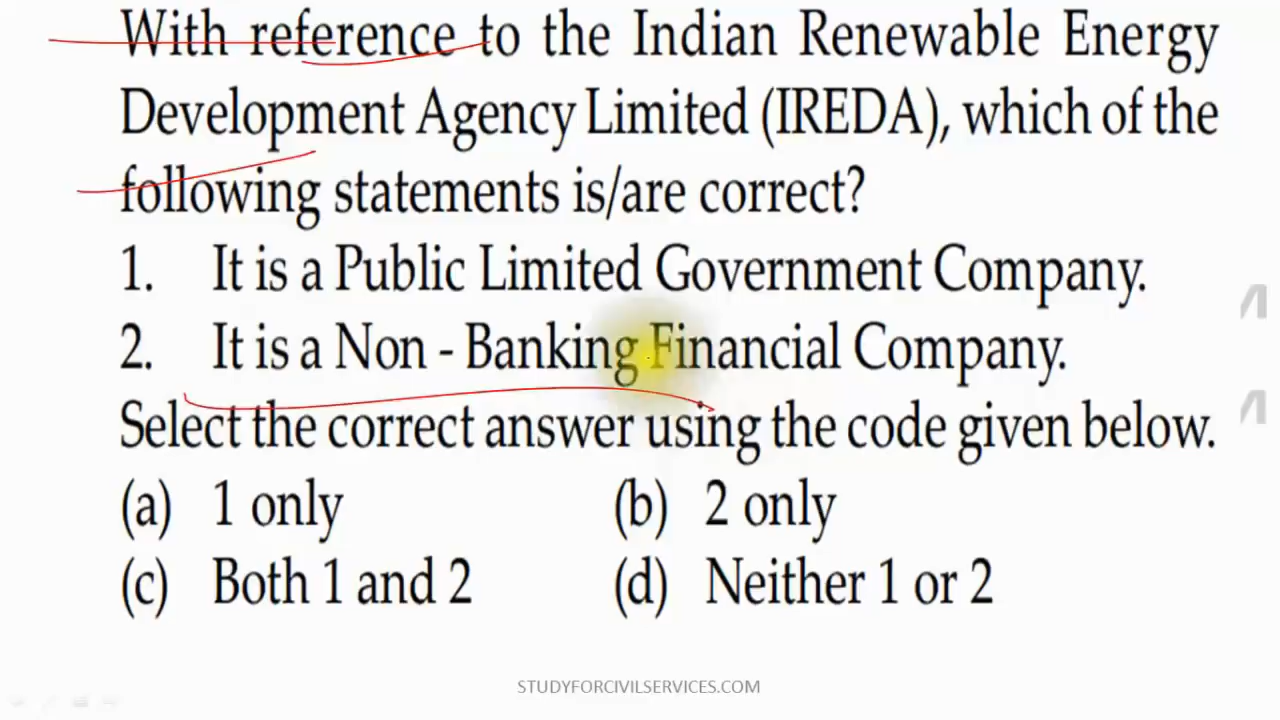 With reference to the Indian Renewable Energy
Development Agency Limited (IREDA), which of the
following statements is/are correct?
1. It is a Public Limited Government Company.
2. It is a Non - Banking Financial Company.
Select the correct answer using the code given below.
(a) 1 only (b) 2 only
(c) Both 1 and 2 (d) Neither 1 or 2
STUDYFORCIVILSERVICES.COM